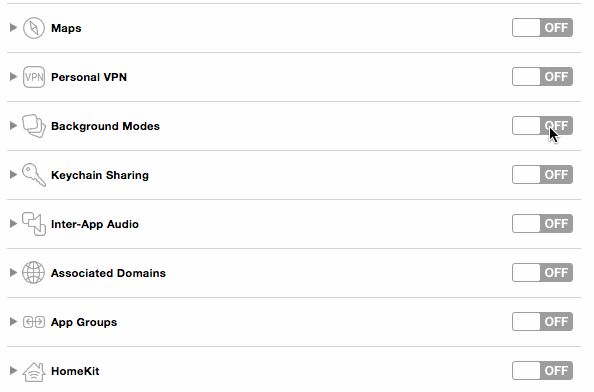 Maps OFF
VPN Personal VPN OFF
Background Modes OFF
Keychain Sharing OFF
Inter-App Audio OFF
Associated Domains OFF
App Groups OFF
HomeKit OFF